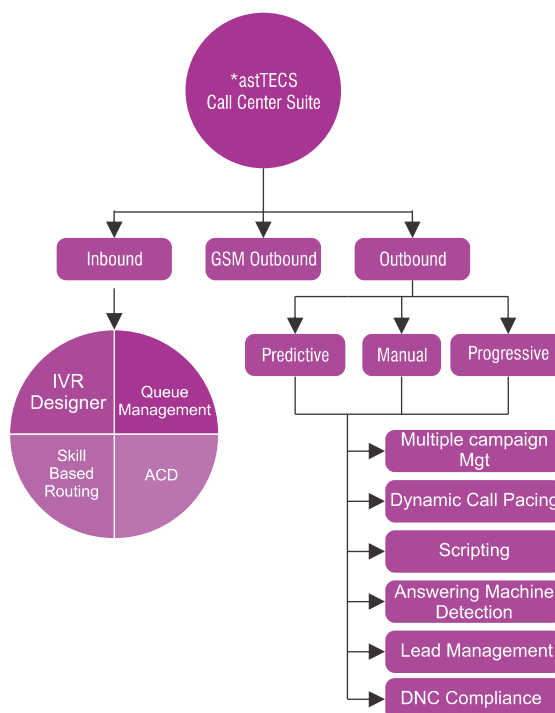 *astTECS
Call Center Suite
Inbound
GSM Outbound
Outbound
Predictive
Manual
Progressive
IVR
Designer
Queue
Management
Skill
Based
Routing
ACD
Multiple campaign
Mgt
Dynamic Call Pacing
Scripting
Answering Machine
Detection
Lead Management
DNC Compliance